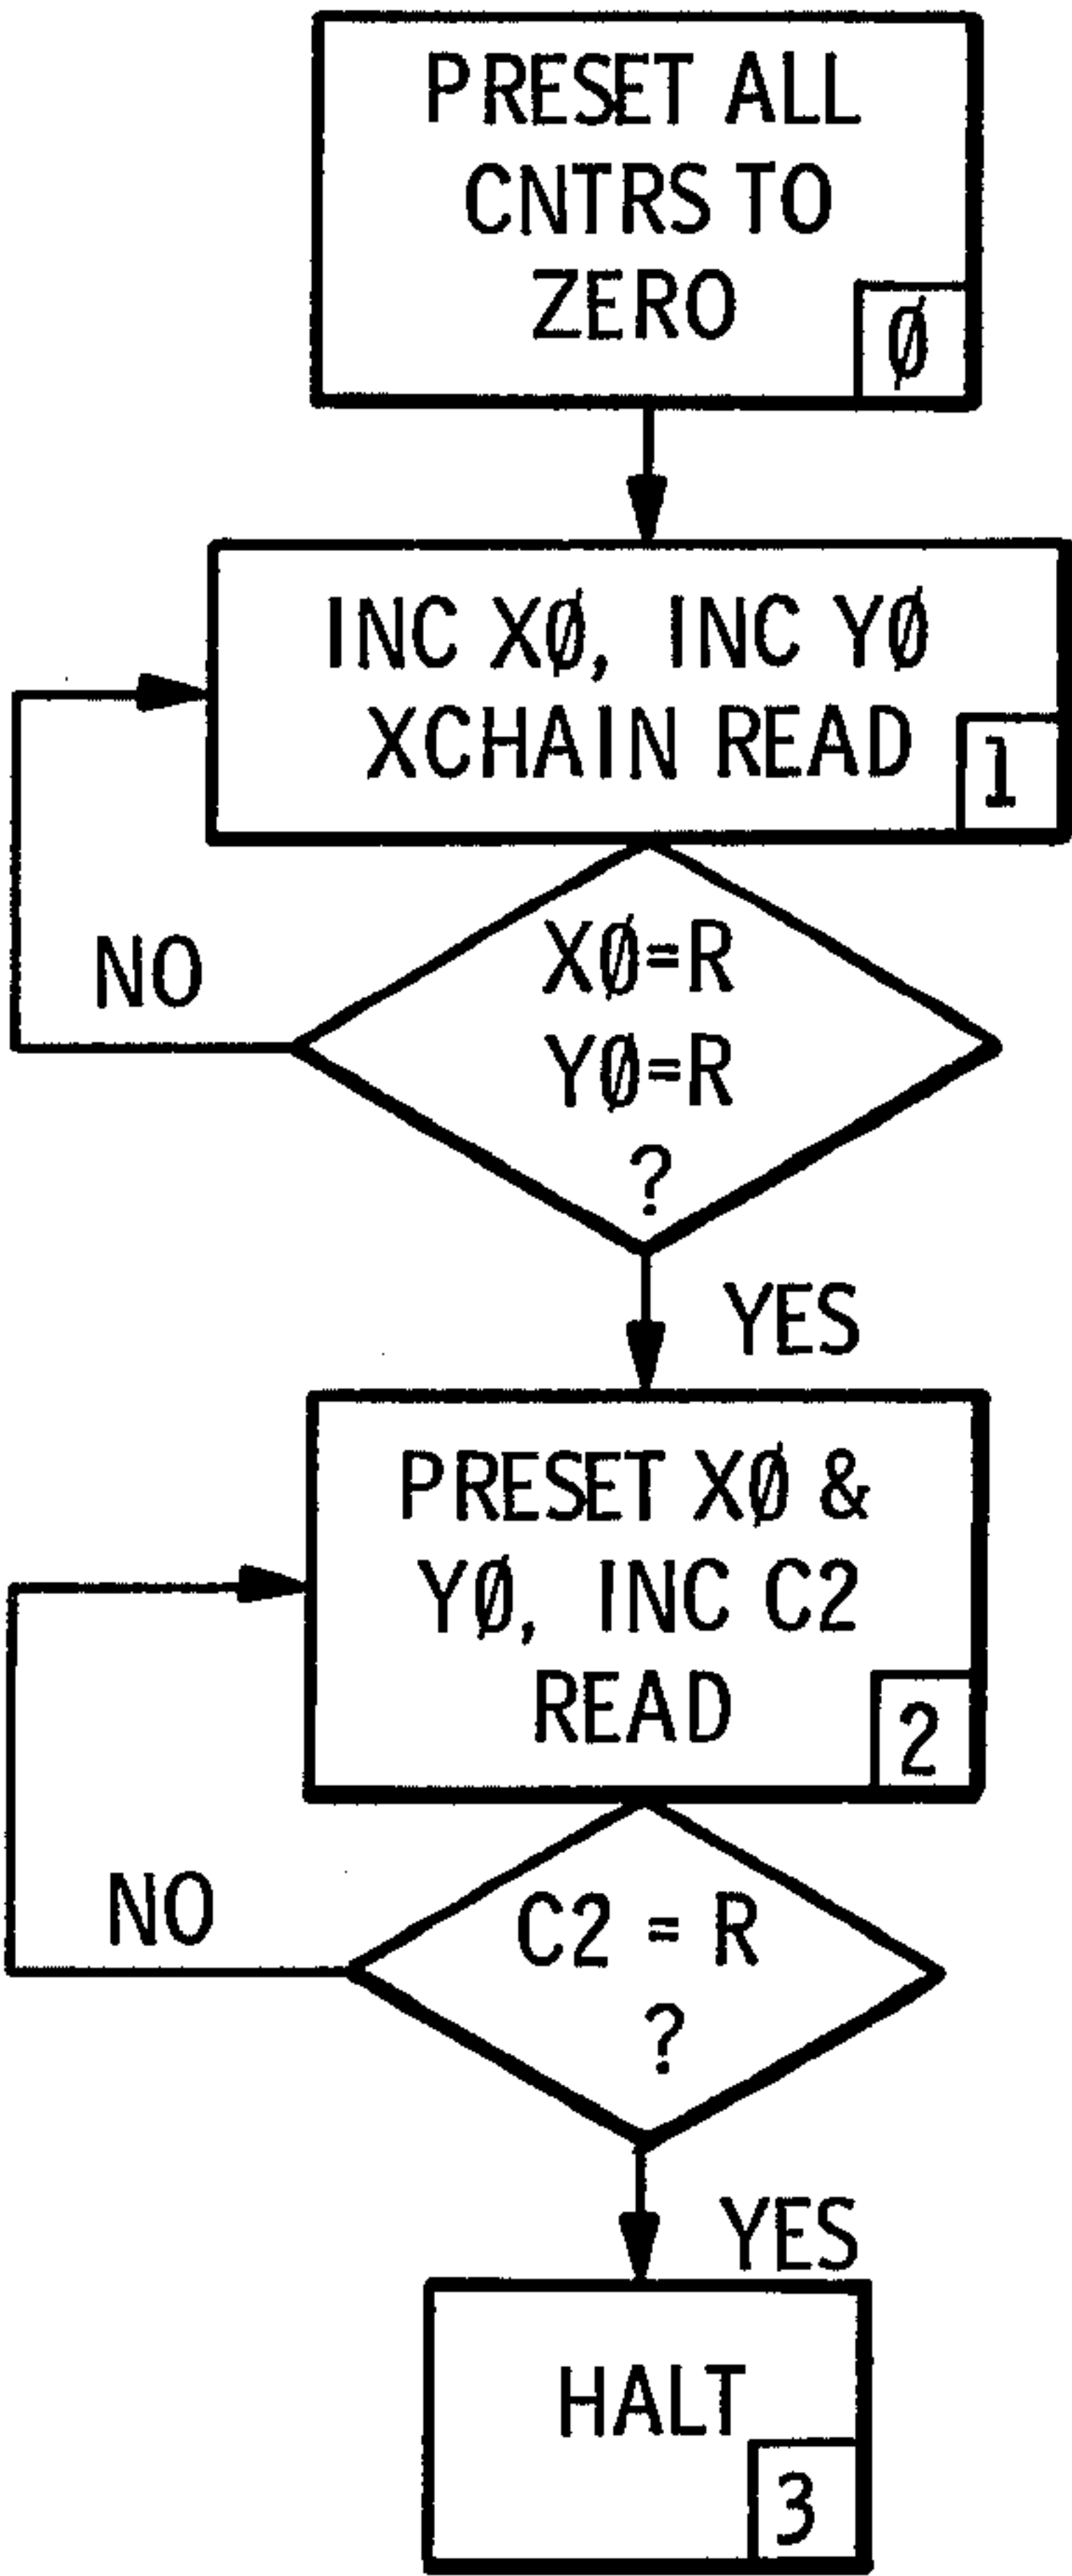 PRESET ALL
CNTRS TO
ZERO
Ø
INC XØ, INC YØ
XCHAIN READ
1
XØ=R
YØ=R
?
NO
YES
PRESET XØ &
YØ, INC C2
READ
2
C2 = R
?
NO
YES
HALT
3